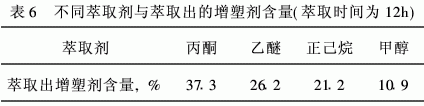 表6 不同萃取剂与萃取出的增塑剂含量(萃取时间为12h)
萃取剂 丙酮 乙醚 正己烷 甲醇
萃取出增塑剂含量, % 37.3 26.2 21.2 10.9